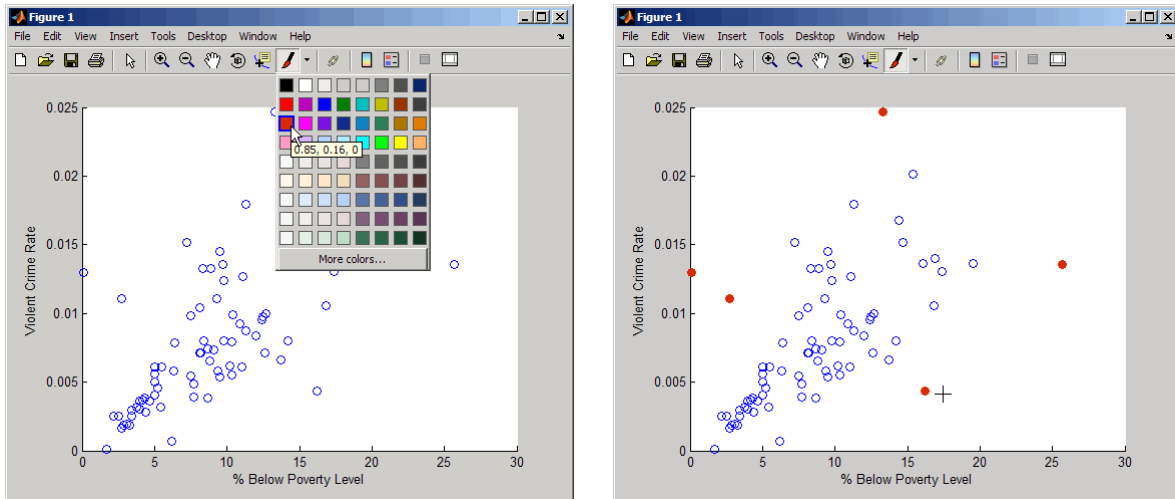 Figure 1
File Edit View Insert Tools Desktop Window Help
0.85, 0.16, 0
More colors...
0.025
0.02
0.015
0.01
0.005
0
Violent Crime Rate
0 5 10 15 20 25 30
% Below Poverty Level
Figure 1
File Edit View Insert Tools Desktop Window Help
0.025
0.02
0.015
0.01
0.005
0
Violent Crime Rate
0 5 10 15 20 25 30
% Below Poverty Level